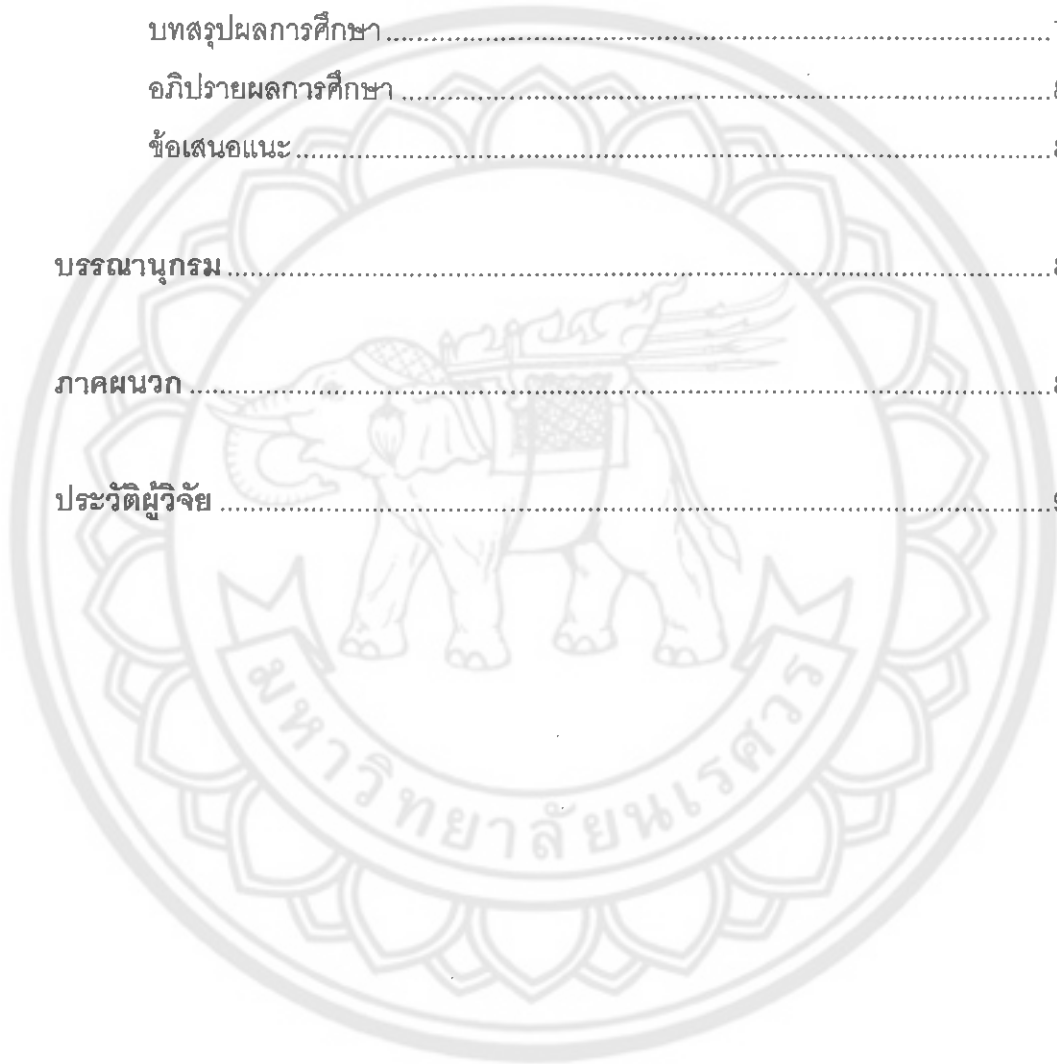 บทสรุปผลการศึกษา
อภิปรายผลการศึกษา
ข้อเสนอแนะ
บรรณานุกรม
ภาคผนวก
ประวัติผู้วิจัย
มหาวิทยาลัยนเรศวร